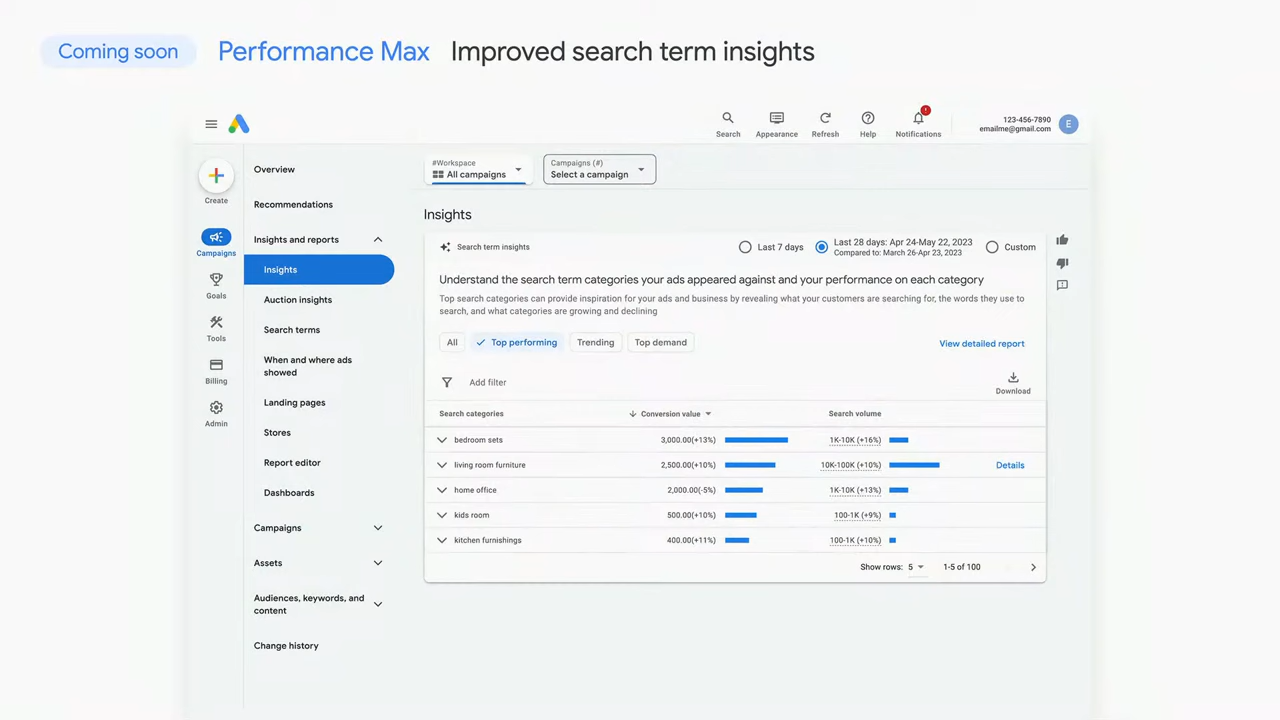 Coming soon Performance Max Improved search term insights
Search Appearance Refresh Help Notifications
123-456-7890
emailme@gmail.com
E
Create
Campaigns
Goals
Tools
Billing
Admin
Overview
Recommendations
Insights and reports
Insights
Auction insights
Search terms
When and where ads
showed
Landing pages
Stores
Report editor
Dashboards
Campaigns
Assets
Audiences, keywords, and
content
Change history
#Workspace
All campaigns
Campaigns (#)
Select a campaign
Insights
Search term insights
Last 7 days
Last 28 days: Apr 24-May 22, 2023
Compared to: March 26-Apr 23, 2023
Custom
Understand the search term categories your ads appeared against and your performance on each category
Top search categories can provide inspiration for your ads and business by revealing what your customers are searching for, the words they use to
search, and what categories are growing and declining
All Top performing Trending Top demand View detailed report
Add filter Download
Search categories Conversion value Search volume
bedroom sets 3,000.00(+13%) 1K-10K (+16%)
living room furniture 2,500.00(+10%) 10K-100K (+10%) Details
home office 2,000.00(-5%) 1K-10K (+13%)
kids room 500.00(+10%) 100-1K (+9%)
kitchen furnishings 400.00(+11%) 100-1K (+10%)
Show rows: 5 1-5 of 100